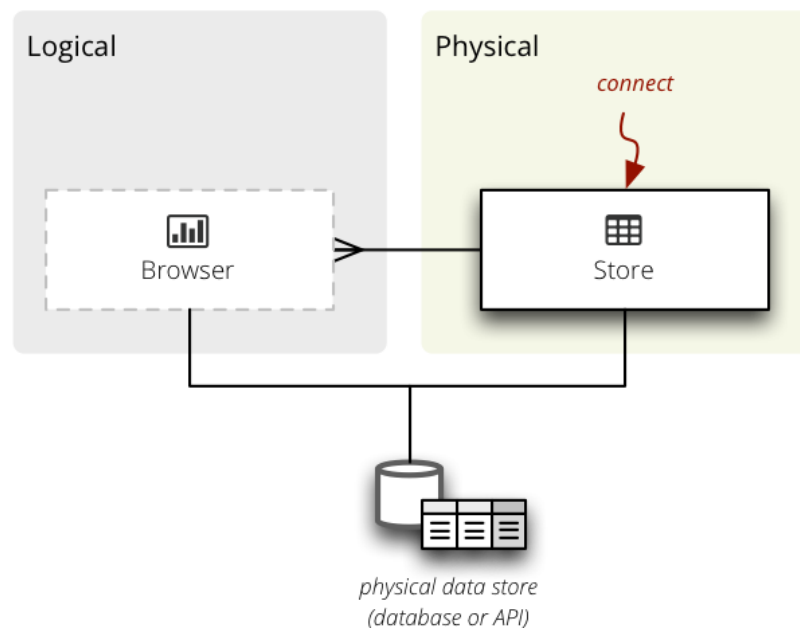 Logical
Physical
connect
Browser
Store
physical data store
(database or API)